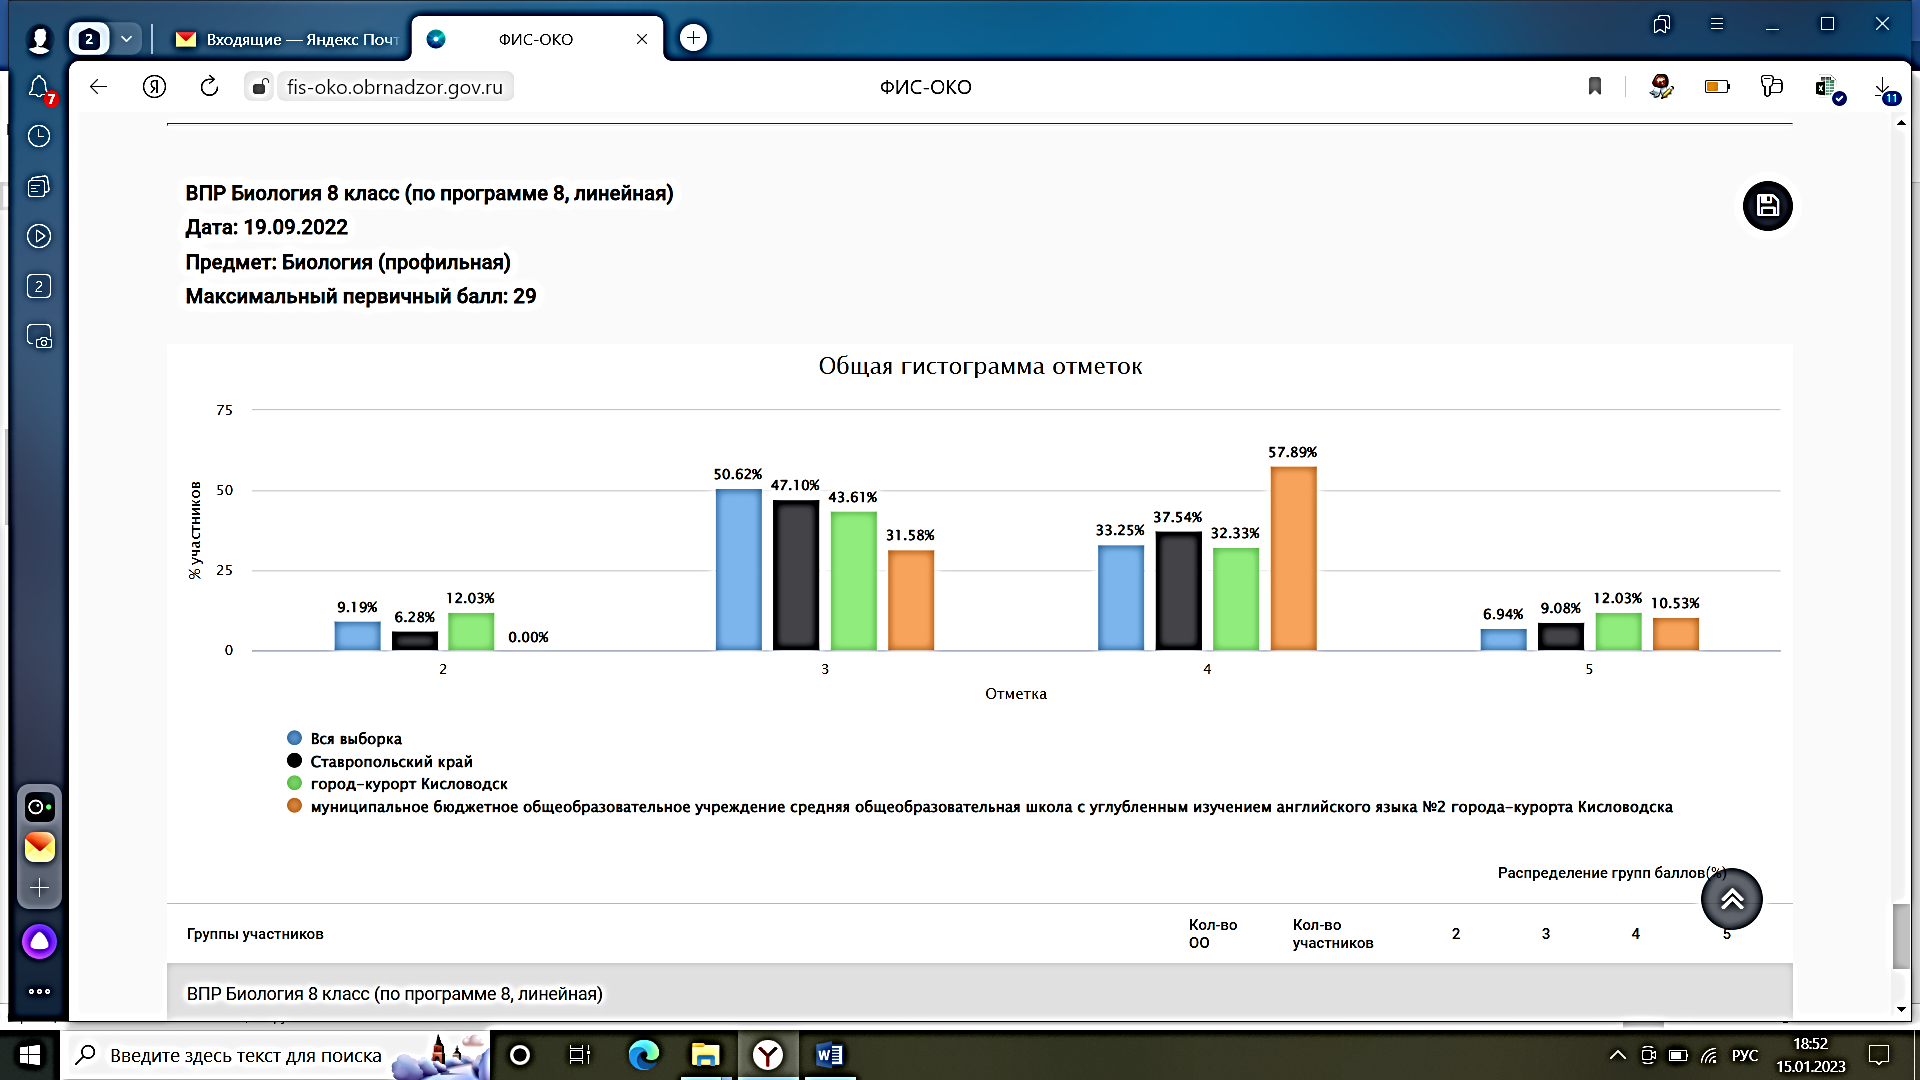 2
Входящие — Яндекс Почт
ФИС-ОКО
7
fis-oko.obrnadzor.gov.ru
ФИС-ОКО
11
2
ВПР Биология 8 класс (по программе 8, линейная)
Дата: 19.09.2022
Предмет: Биология (профильная)
Максимальный первичный балл: 29
Общая гистограмма отметок
% участников
75
50
25
0
9.19%
6.28%
12.03%
0.00%
50.62%
47.10%
43.61%
31.58%
33.25%
37.54%
32.33%
57.89%
6.94%
9.08%
12.03%
10.53%
2
3
4
5
Отметка
Вся выборка
Ставропольский край
город-курорт Кисловодск
муниципальное бюджетное общеобразовательное учреждение средняя общеобразовательная школа с углубленным изучением английского языка №2 города-курорта Кисловодска
Распределение групп баллов(%)
Группы участников
Кол-во
ОО
Кол-во
участников
2
3
4
5
ВПР Биология 8 класс (по программе 8, линейная)
Введите здесь текст для поиска
РУС
18:52
15.01.2023